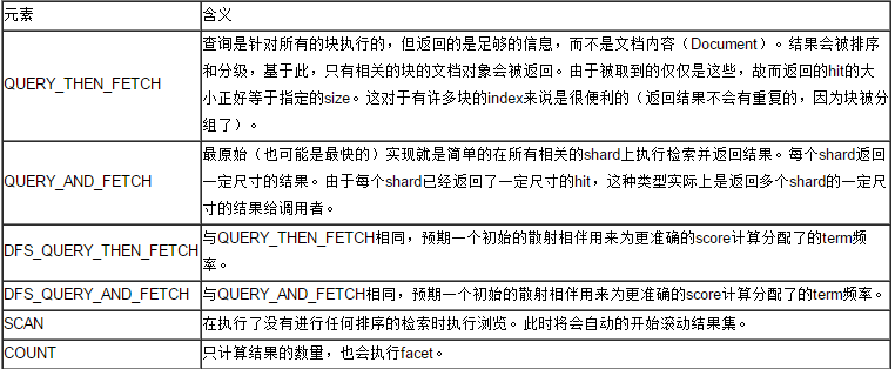 元素 含义
查询是针对所有的块执行的，但返回的是足够的信息，而不是文档内容（Document）。结果会被排序
和分级，基于此，只有相关的块的文档对象会被返回。由于被取到的仅仅是这些，故而返回的hit的大
QUERY_THEN_FETCH
小正好等于指定的size。这对于有许多块的index来说是很便利的（返回结果不会有重复的，因为块被分
组了）。
最原始（也可能是最快的）实现就是简单的在所有相关的shard上执行检索并返回结果。每个shard返回
QUERY_AND_FETCH 一定尺寸的结果。由于每个shard已经返回了一定尺寸的hit，这种类型实际上是返回多个shard的一定尺
寸的结果给调用者。
DFS_QUERY_THEN_FETCH 与QUERY_THEN_FETCH相同，预期一个初始的散射相伴用来为更准确的score计算分配了的term频
率。
DFS_QUERY_AND_FETCH 与QUERY_AND_FETCH相同，预期一个初始的散射相伴用来为更准确的score计算分配了的term频率。
SCAN 在执行了没有进行任何排序的检索时执行浏览。此时将会自动的开始滚动结果集。
COUNT 只计算结果的数量，也会执行facet。